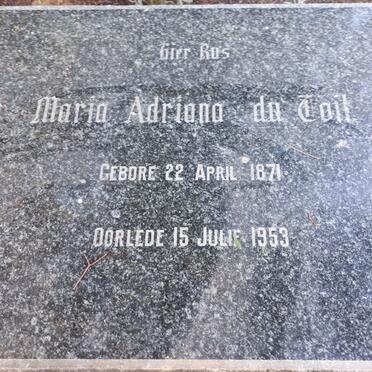 Hier Rus
Maria Adriana du Toit
GEBORE 22 APRIL 1871
OORLEDE 15 JULIE 1953